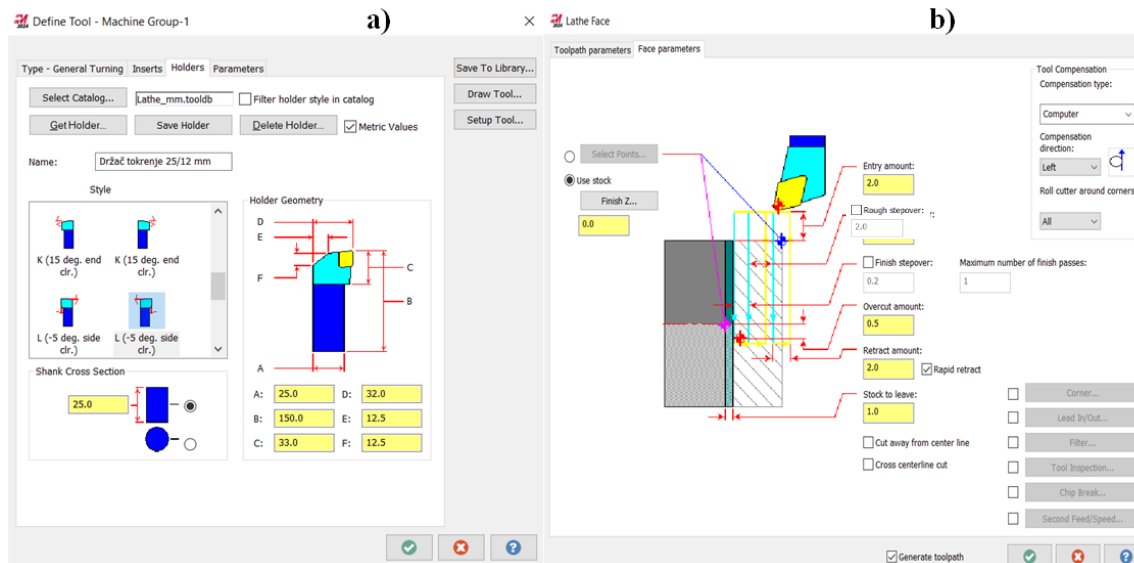 Define Tool - Machine Group-1
a)
Type - General Turning
Inserts
Holders
Parameters
Select Catalog...
Lathe_mm.tooldb
Filter holder style in catalog
Get Holder...
Save Holder
Delete Holder...
Metric Values
Name:
Držač tokrenje 25/12 mm
Style
K (15 deg. end clr.)
K (15 deg. end clr.)
L (-5 deg. side clr.)
L (-5 deg. side clr.)
Holder Geometry
D
E
F
C
B
A
Shank Cross Section
25.0
A: 25.0 D: 32.0
B: 150.0 E: 12.5
C: 33.0 F: 12.5
Save To Library...
Draw Tool...
Setup Tool...
Lathe Face
b)
Toolpath parameters
Face parameters
Select Points...
Use stock
Finish Z...
0.0
Entry amount:
2.0
Rough stepover:
2.0
Finish stepover:
0.2
Maximum number of finish passes:
1
Overcut amount:
0.5
Retract amount:
2.0
Rapid retract
Stock to leave:
1.0
Cut away from center line
Cross centerline cut
Tool Compensation
Compensation type:
Computer
Compensation
direction:
Left
Roll cutter around corners
All
Corner...
Lead In/Out...
Filter...
Tool Inspection...
Chip Break...
Second Feed/Speed...
Generate toolpath